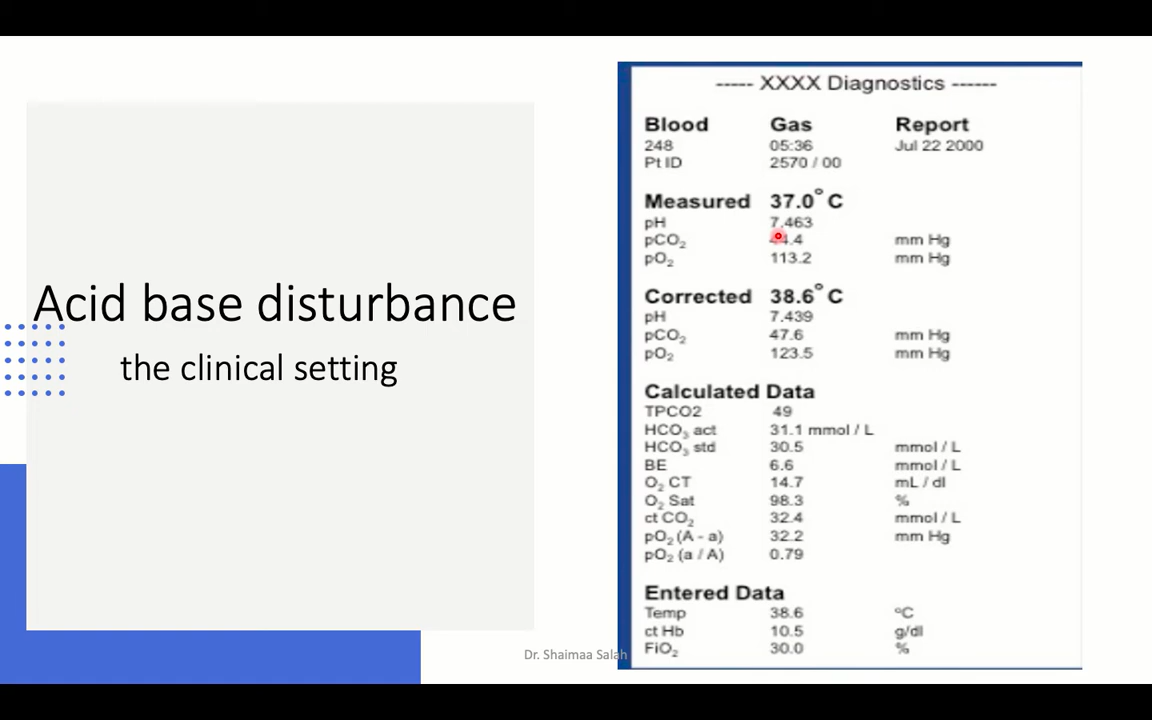 Acid base disturbance
the clinical setting
----- XXXX Diagnostics ------
Blood Gas Report
248 05:36 Jul 22 2000
Pt ID 2570 / 00
Measured 37.0° C
pH 7.463
pCO₂ 44.4 mm Hg
pO₂ 113.2 mm Hg
Corrected 38.6° C
pH 7.439
pCO₂ 47.6 mm Hg
pO₂ 123.5 mm Hg
Calculated Data
TPCO2 49
HCO₃ act 31.1 mmol / L
HCO₃ std 30.5 mmol / L
BE 6.6 mmol / L
O₂ CT 14.7 mL / dl
O₂ Sat 98.3 %
ct CO₂ 32.4 mmol / L
pO₂ (A - a) 32.2 mm Hg
pO₂ (a / A) 0.79
Entered Data
Temp 38.6 ºC
ct Hb 10.5 g/dl
FiO₂ 30.0 %
Dr. Shaimaa Salah